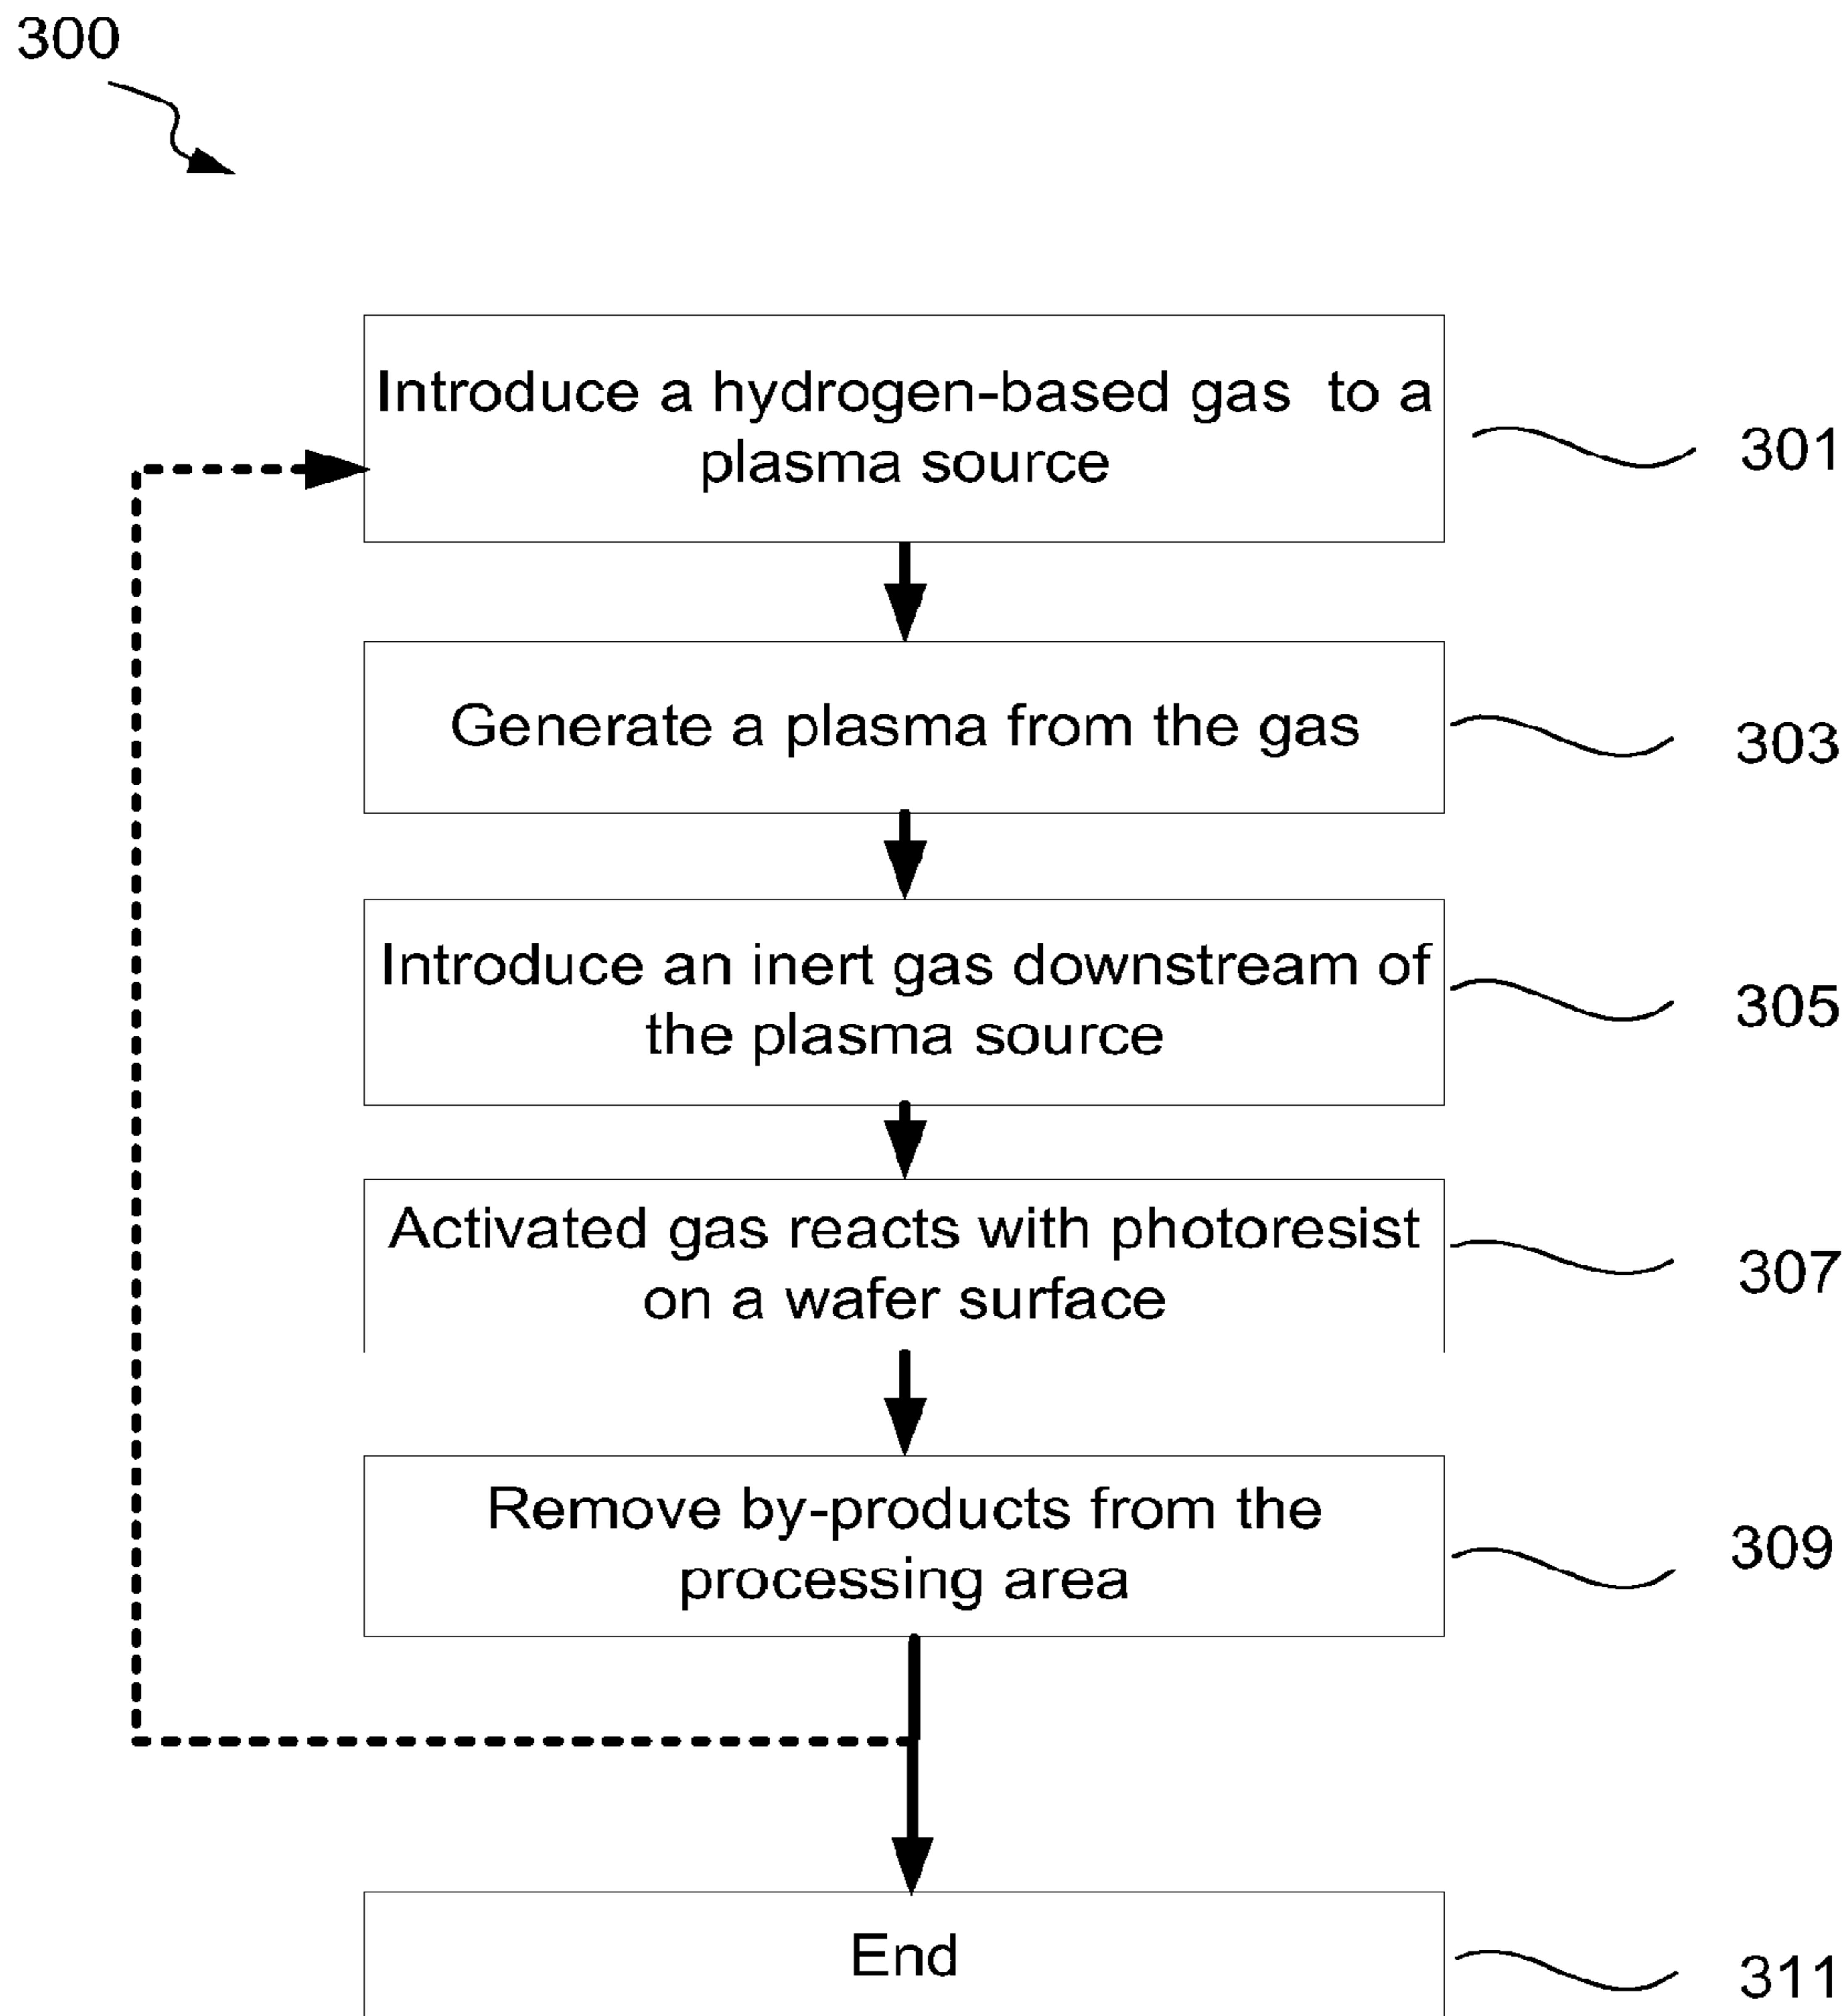 300
Introduce a hydrogen-based gas to a
plasma source
301
Generate a plasma from the gas
303
Introduce an inert gas downstream of
the plasma source
305
Activated gas reacts with photoresist
on a wafer surface
307
Remove by-products from the
processing area
309
End
311